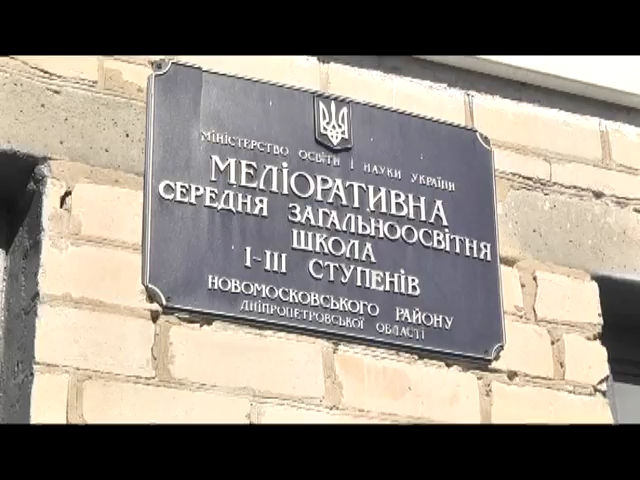 МІНІСТЕРСТВО ОСВІТИ І НАУКИ УКРАЇНИ
МЕЛІОРАТИВНА
СЕРЕДНЯ ЗАГАЛЬНООСВІТНЯ
ШКОЛА
І-ІІІ СТУПЕНІВ
НОВОМОСКОВСЬКОГО РАЙОНУ
ДНІПРОПЕТРОВСЬКОЇ ОБЛАСТІ